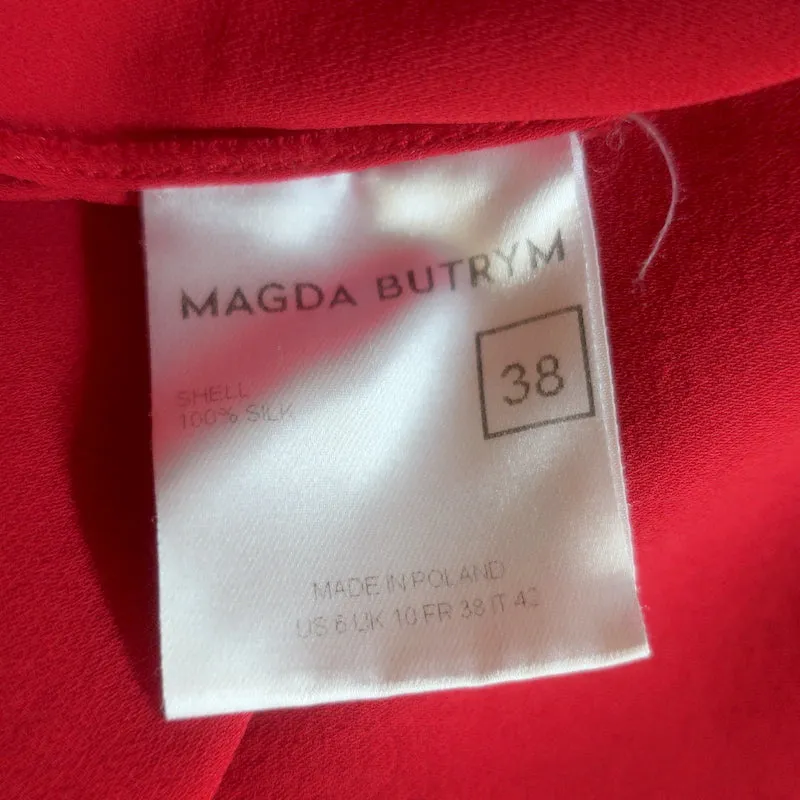 MAGDA BUTRYM
38
SHELL
100% SILK
MADE IN POLAND
US 6 UK 10 FR 38 IT 42